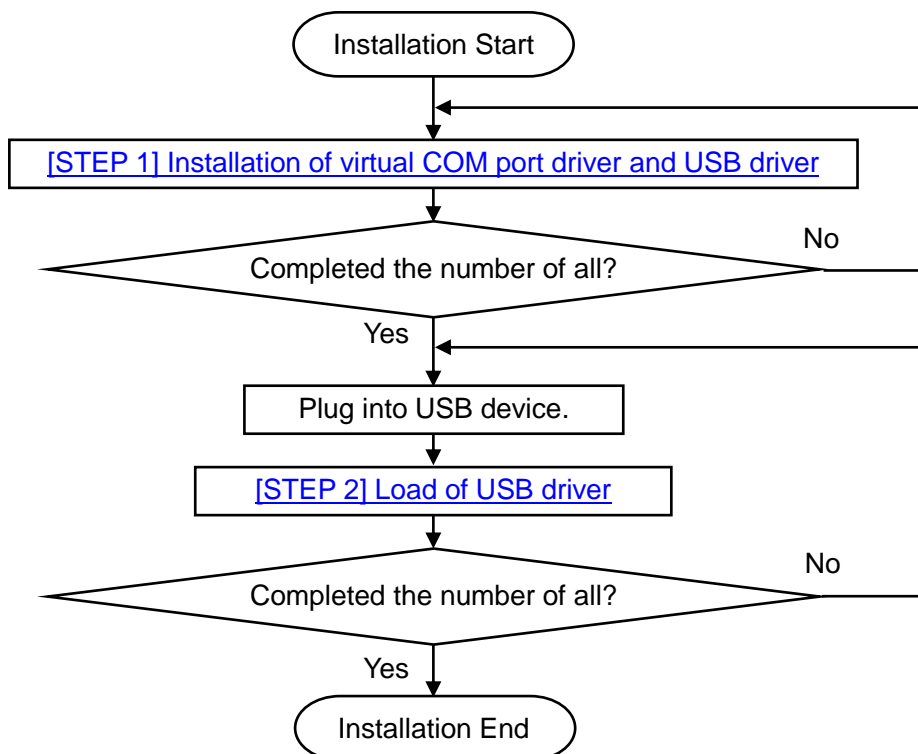 Installation Start
[STEP 1] Installation of virtual COM port driver and USB driver
No
Completed the number of all?
Yes
Plug into USB device.
[STEP 2] Load of USB driver
No
Completed the number of all?
Yes
Installation End